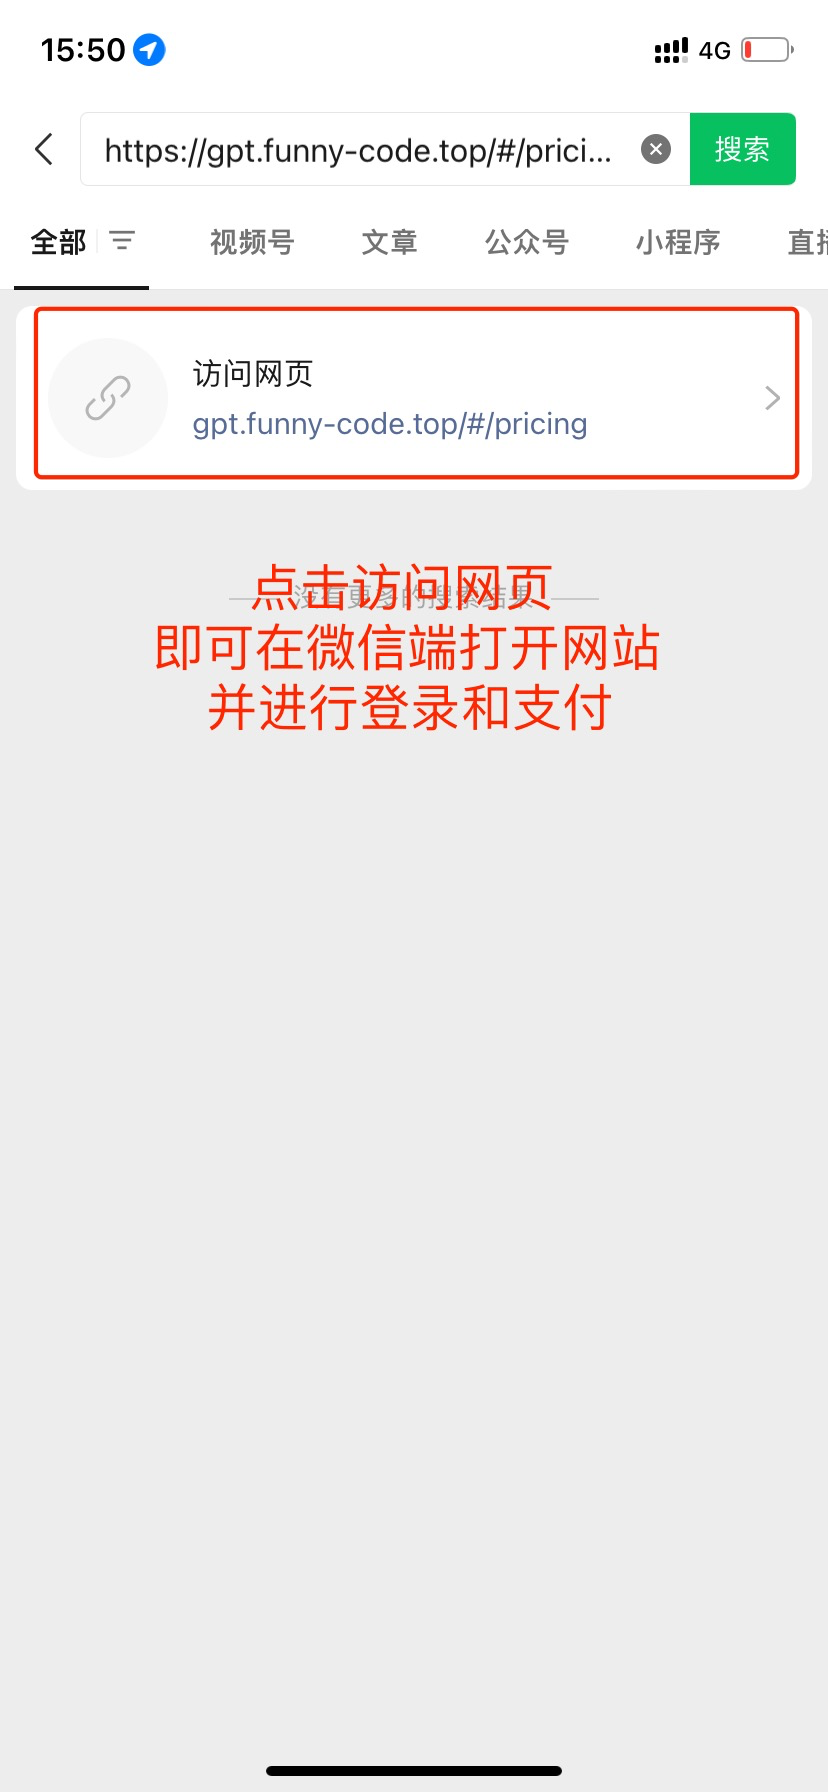 15:50
4G
https://gpt.funny-code.top/#/prici...
搜索
全部
视频号
文章
公众号
小程序
直播
访问网页
gpt.funny-code.top/#/pricing
没有更多的搜索结果
点击访问网页
即可在微信端打开网站
并进行登录和支付